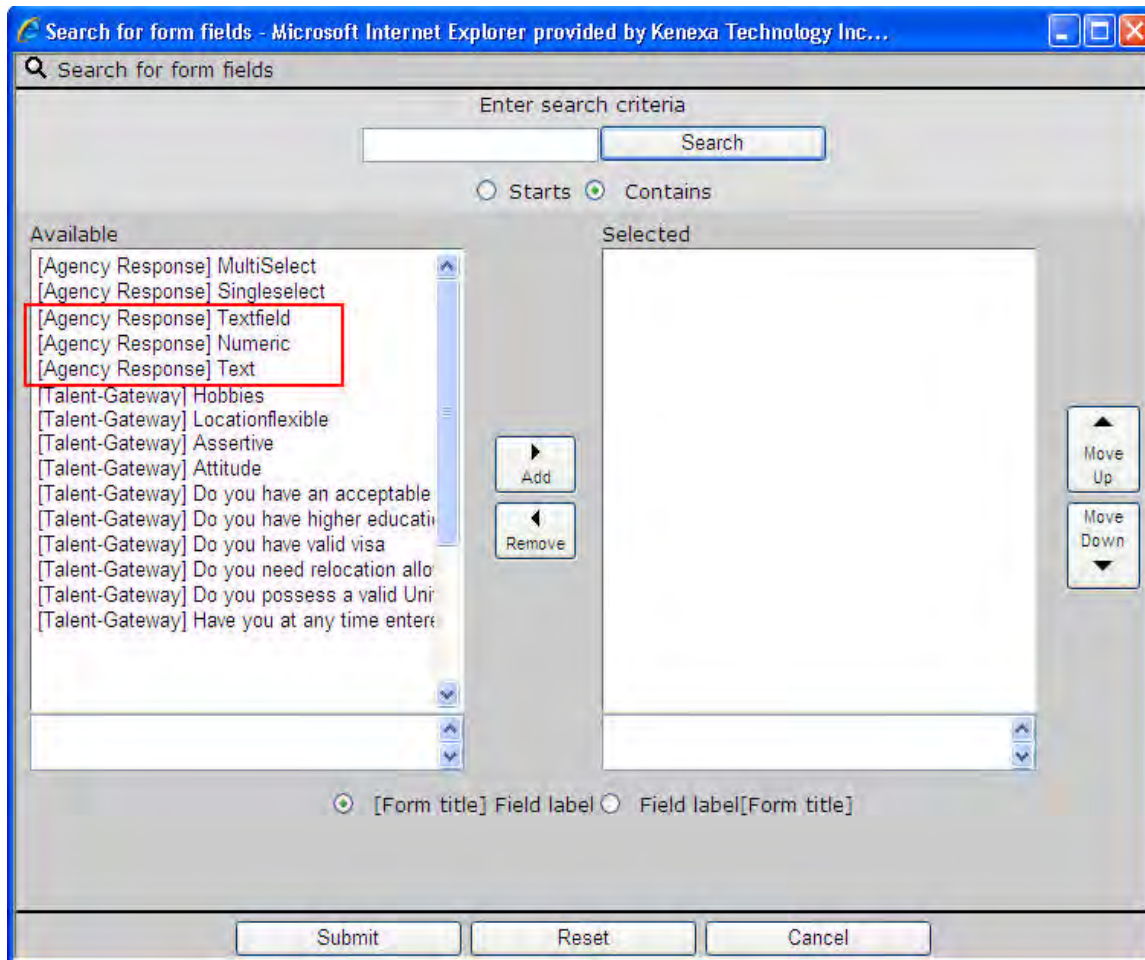 Search for form fields - Microsoft Internet Explorer provided by Kenexa Technology Inc...
Search for form fields
Enter search criteria
Search
Starts Contains
Available Selected
[Agency Response] MultiSelect
[Agency Response] Singleselect
[Agency Response] Textfield
[Agency Response] Numeric
[Agency Response] Text
[Talent-Gateway] Hobbies
[Talent-Gateway] Locationflexible
[Talent-Gateway] Assertive
[Talent-Gateway] Attitude
[Talent-Gateway] Do you have an acceptable
[Talent-Gateway] Do you have higher educati
[Talent-Gateway] Do you have valid visa
[Talent-Gateway] Do you need relocation allo
[Talent-Gateway] Do you possess a valid Uni
[Talent-Gateway] Have you at any time entere
Add
Remove
Move
Up
Move
Down
[Form title] Field label Field label[Form title]
Submit Reset Cancel